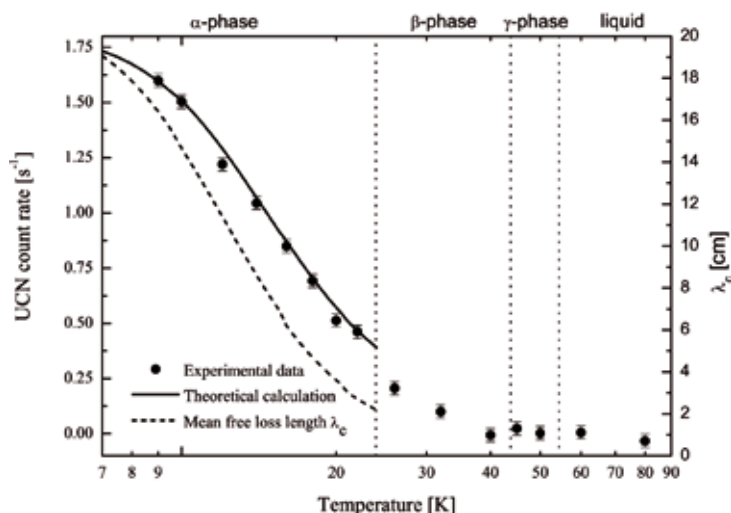 α-phase β-phase γ-phase liquid
1.75
1.50
1.25
1.00
0.75
0.50
0.25
0.00
UCN count rate [s⁻¹]
20
18
16
14
12
10
8
6
4
2
0
λc [cm]
Experimental data
Theoretical calculation
Mean free loss length λc
7 8 9 20 30 40 50 60 70 80 90
Temperature [K]